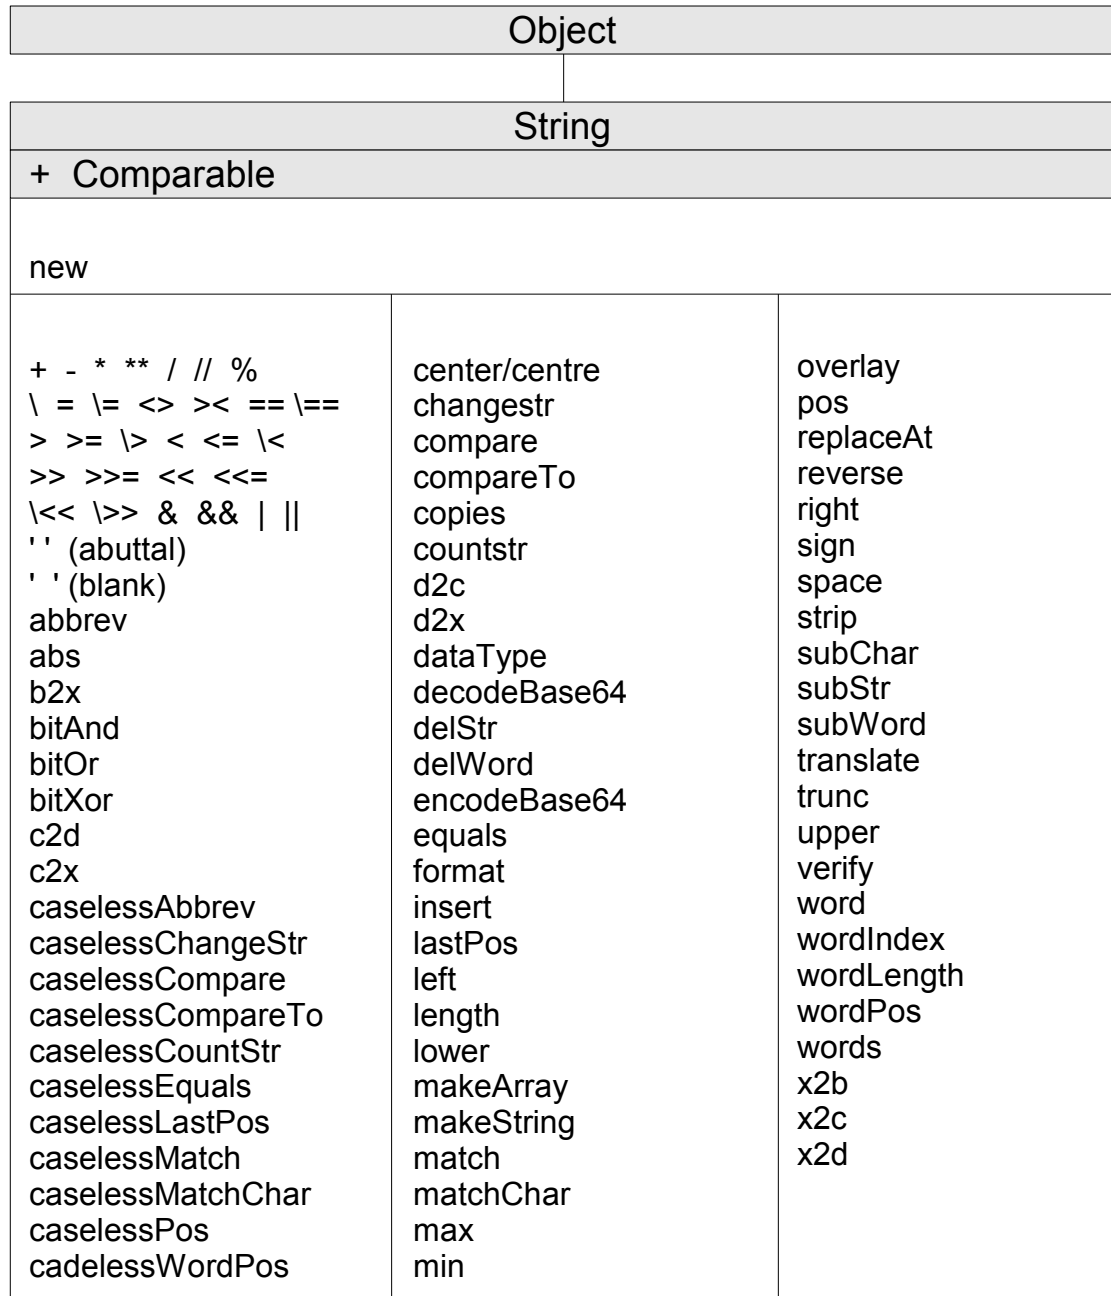 Object
String
+ Comparable
new
+ - * ** / // %
\ = \= <> >< == \==
> >= \> < <= \<
>> >>= << <<=
\<< \>> & && | ||
' ' (abuttal)
' ' (blank)
abbrev
abs
b2x
bitAnd
bitOr
bitXor
c2d
c2x
caselessAbbrev
caselessChangeStr
caselessCompare
caselessCompareTo
caselessCountStr
caselessEquals
caselessLastPos
caselessMatch
caselessMatchChar
caselessPos
cadelessWordPos
center/centre
changestr
compare
compareTo
copies
countstr
d2c
d2x
dataType
decodeBase64
delStr
delWord
encodeBase64
equals
format
insert
lastPos
left
length
lower
makeArray
makeString
match
matchChar
max
min
overlay
pos
replaceAt
reverse
right
sign
space
strip
subChar
subStr
subWord
translate
trunc
upper
verify
word
wordIndex
wordLength
wordPos
words
x2b
x2c
x2d